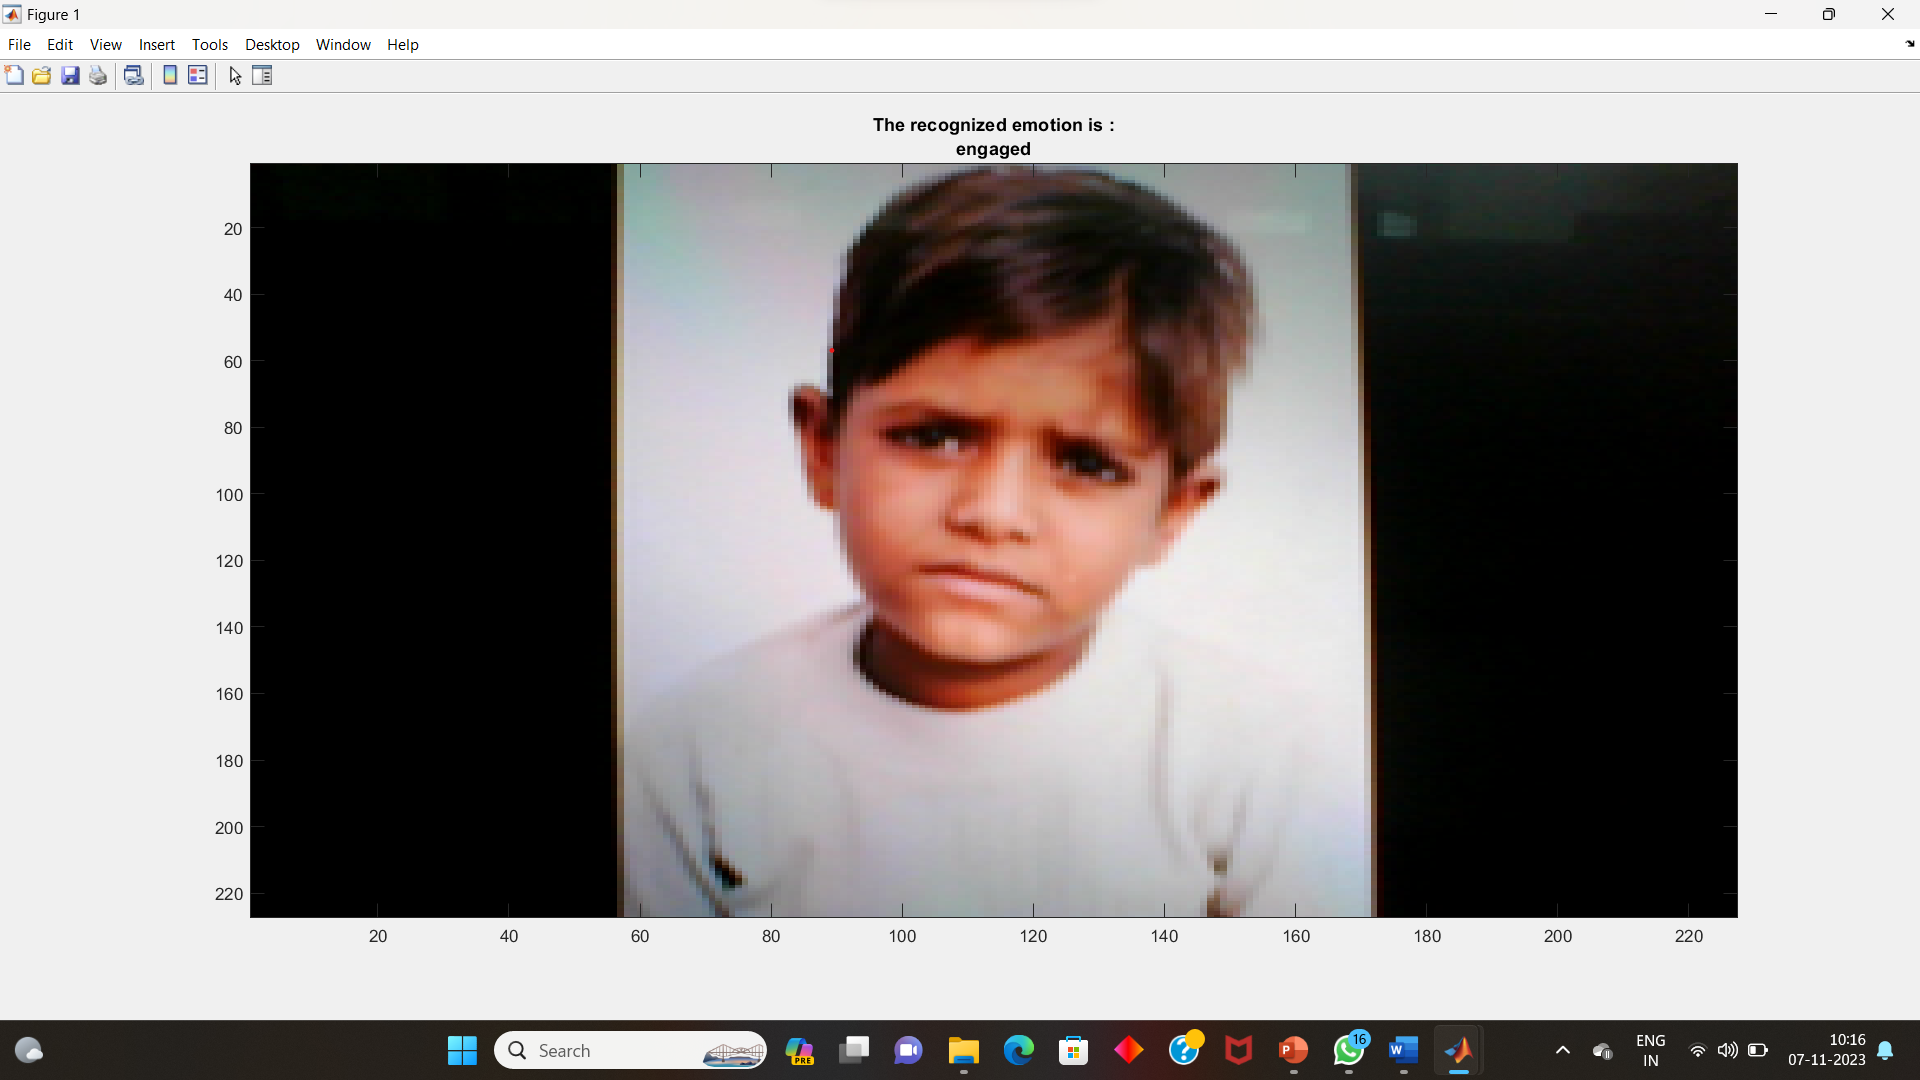 Figure 1
File Edit View Insert Tools Desktop Window Help
The recognized emotion is :
engaged
20
40
60
80
100
120
140
160
180
200
220
20 40 60 80 100 120 140 160 180 200 220
Search
PRE
16
ENG
IN
10:16
07-11-2023